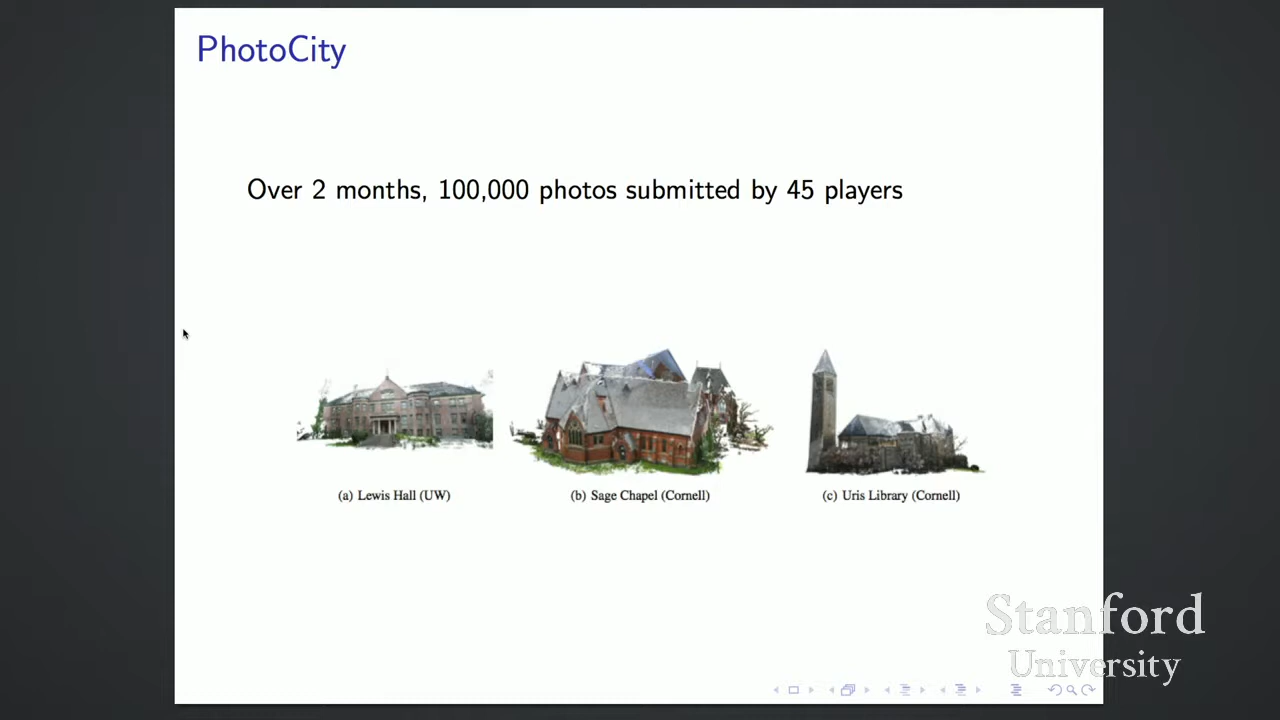 PhotoCity
Over 2 months, 100,000 photos submitted by 45 players
(a) Lewis Hall (UW)
(b) Sage Chapel (Cornell)
(c) Uris Library (Cornell)
Stanford
University